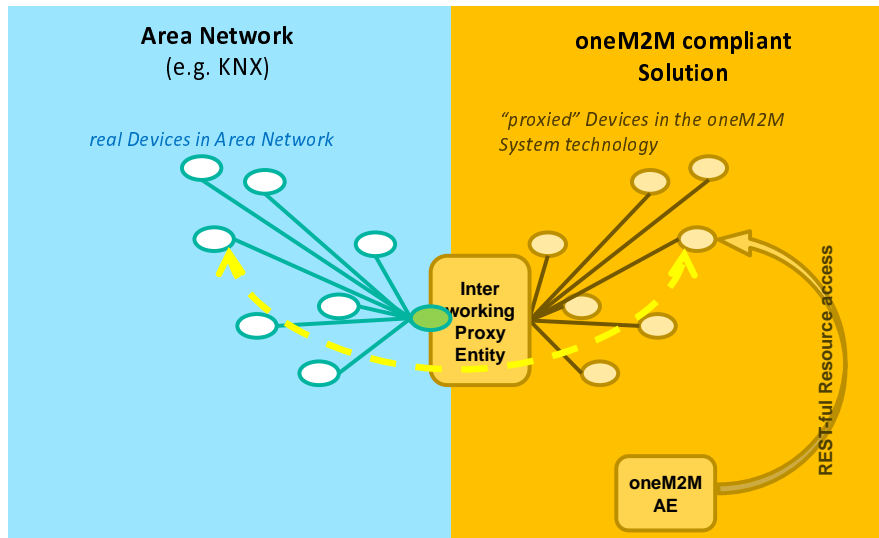 Area Network
(e.g. KNX)
oneM2M compliant
Solution
real Devices in Area Network
“proxied” Devices in the oneM2M
System technology
Inter
working
Proxy
Entity
REST-ful Resource access
oneM2M
AE